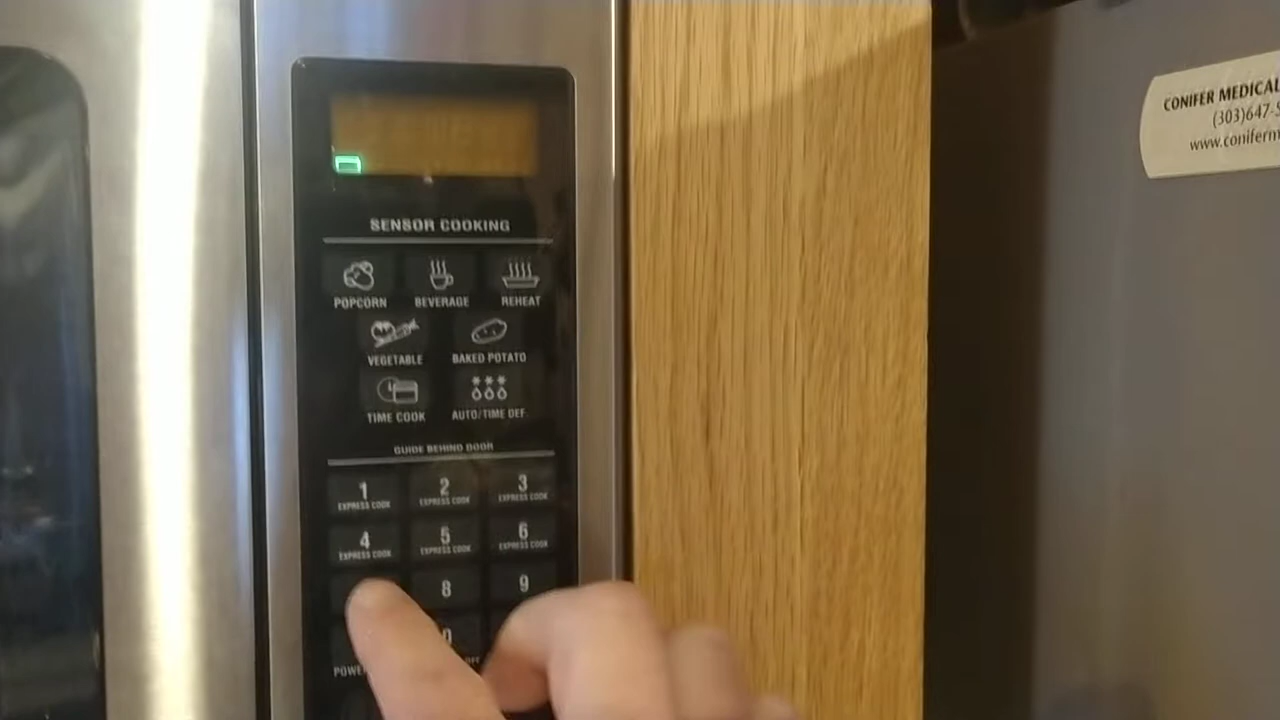 CONIFER MEDICAL
(303)647-
www.coniferm
SENSOR COOKING
POPCORN BEVERAGE REHEAT
VEGETABLE BAKED POTATO
TIME COOK AUTO/TIME DEF.
GUIDE BEHIND DOOR
1 2 3
EXPRESS COOK EXPRESS COOK EXPRESS COOK
4 5 6
EXPRESS COOK EXPRESS COOK EXPRESS COOK
8 9
0